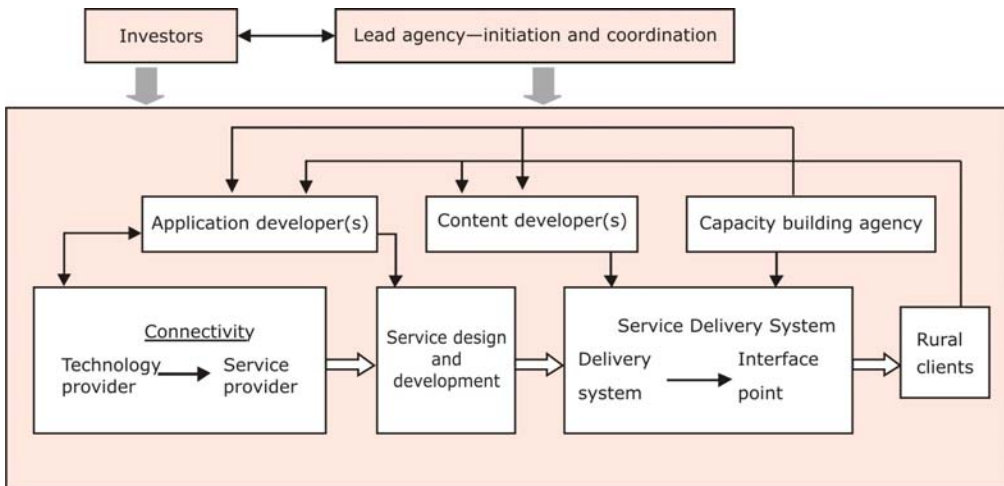 Investors
Lead agency—initiation and coordination
Application developer(s)
Content developer(s)
Capacity building agency
Connectivity
Technology
provider
Service
provider
Service design
and
development
Service Delivery System
Delivery
system
Interface
point
Rural
clients